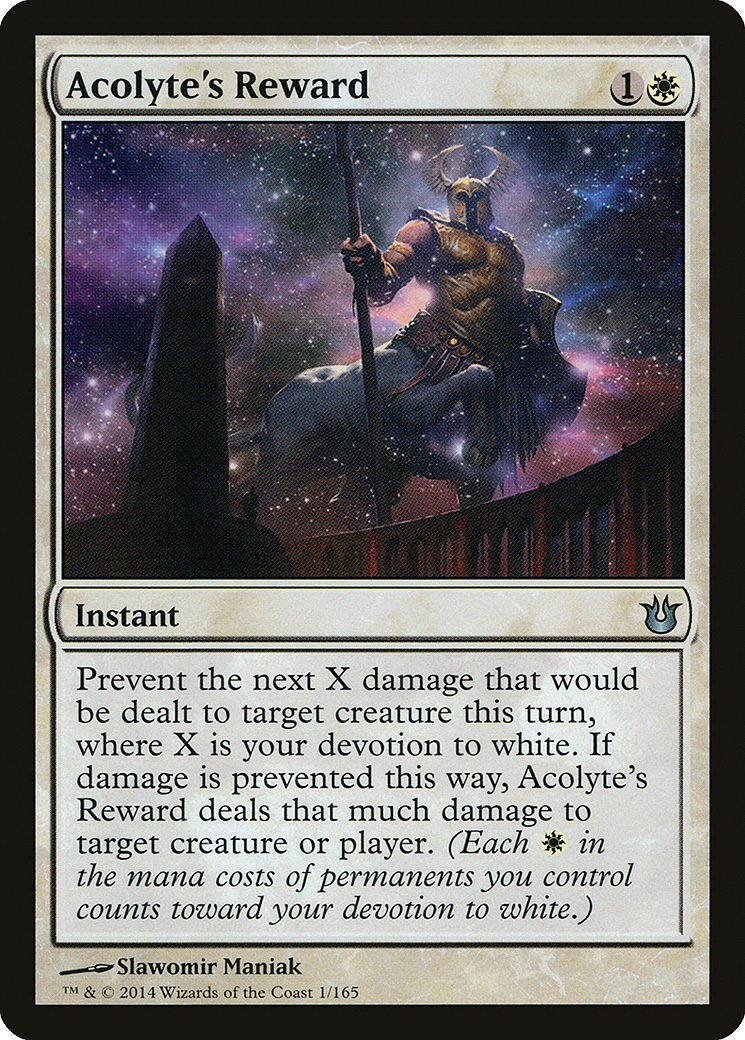 Acolyte's Reward 1
Instant
Prevent the next X damage that would
be dealt to target creature this turn,
where X is your devotion to white. If
damage is prevented this way, Acolyte's
Reward deals that much damage to
target creature or player. (Each in
the mana costs of permanents you control
counts toward your devotion to white.)
Slawomir Maniak
™ & © 2014 Wizards of the Coast 1/165